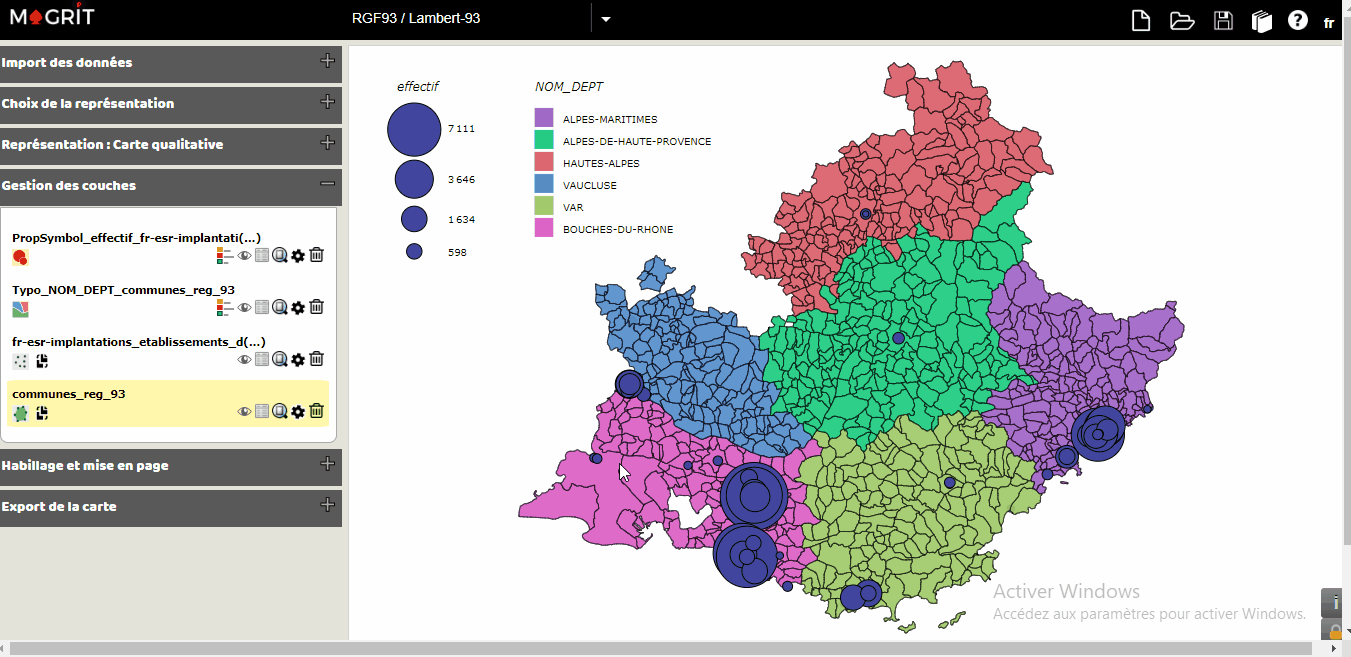 MAGRIT
RGF93 / Lambert-93
fr
Import des données
Choix de la représentation
Représentation : Carte qualitative
Gestion des couches
PropSymbol_effectif_fr-esr-implantati(...)
Typo_NOM_DEPT_communes_reg_93
fr-esr-implantations_etablissements_d(...)
communes_reg_93
Habillage et mise en page
Export de la carte
effectif
7 111
3 646
1 634
598
NOM_DEPT
ALPES-MARITIMES
ALPES-DE-HAUTE-PROVENCE
HAUTES-ALPES
VAUCLUSE
VAR
BOUCHES-DU-RHONE
Activer Windows
Accédez aux paramètres pour activer Windows.
i